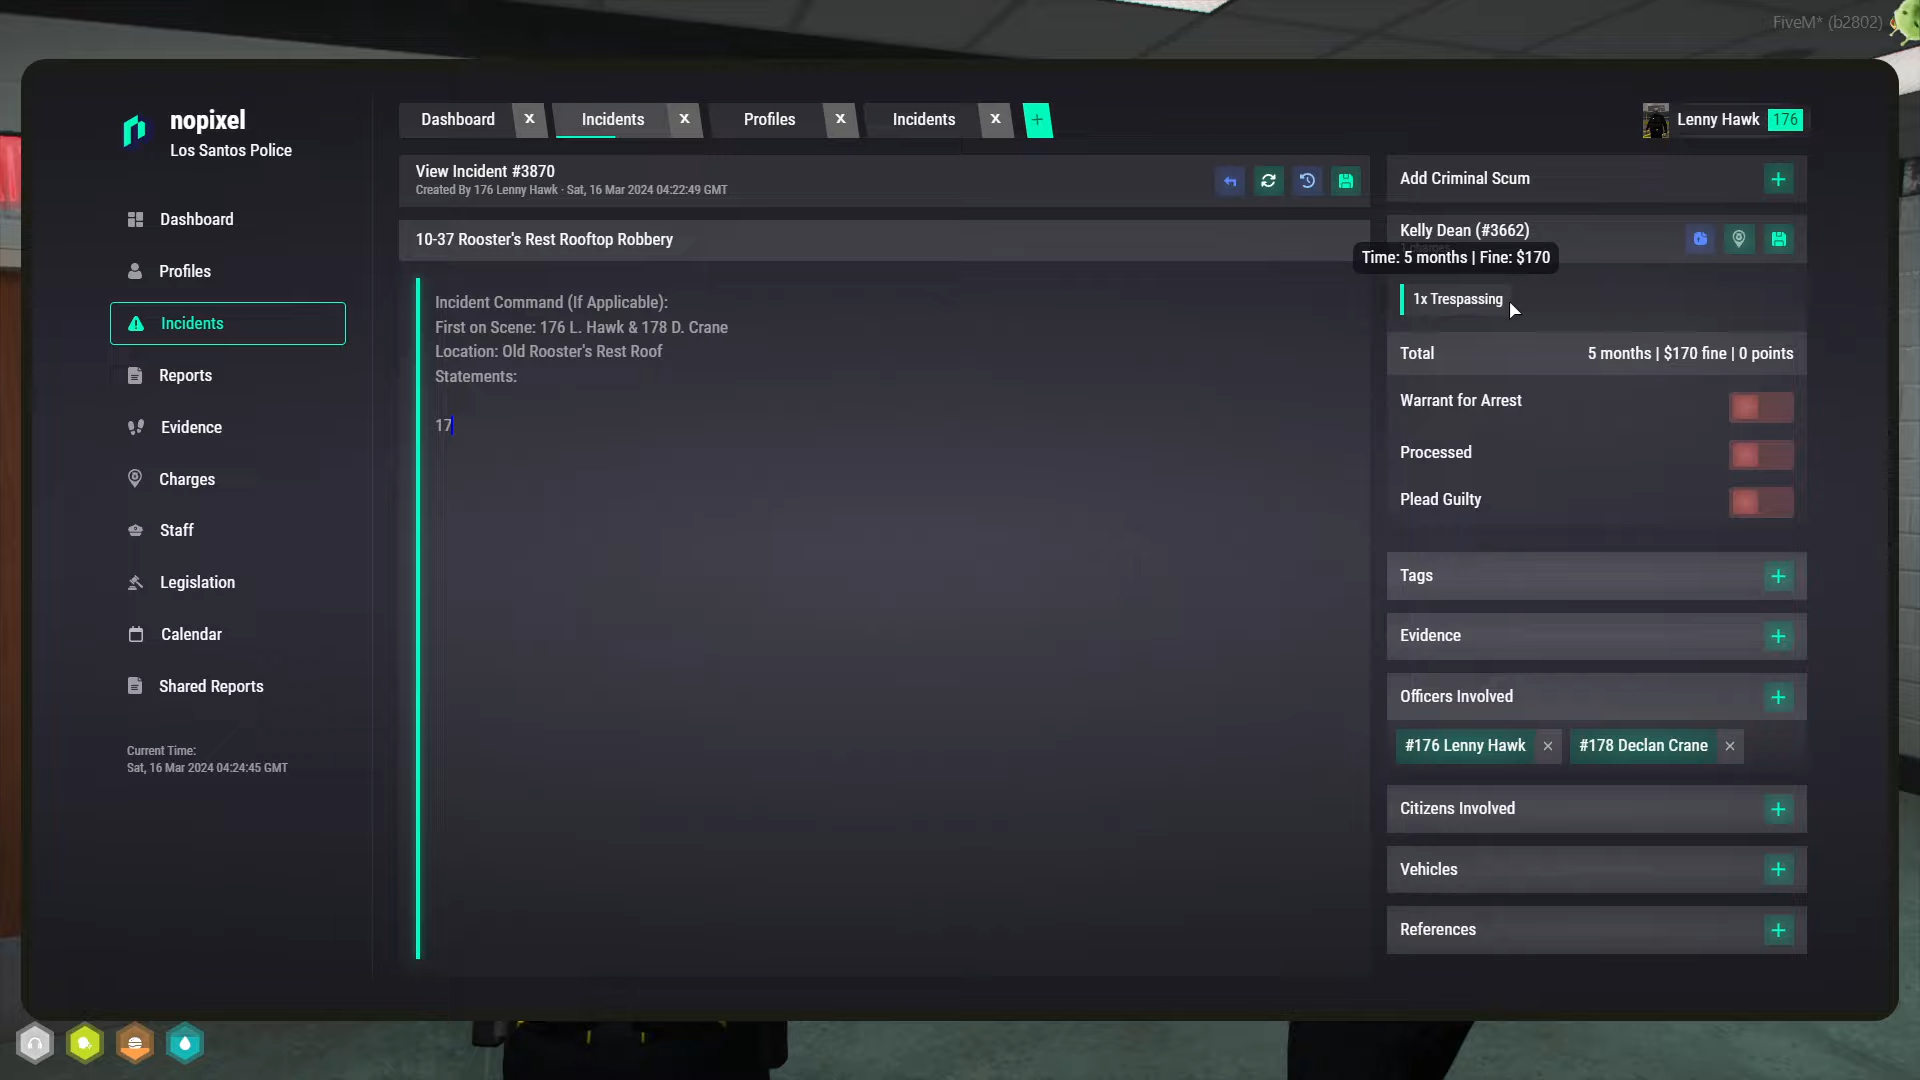 FiveM* (b2802)
nopixel
Los Santos Police
Dashboard
Profiles
Incidents
Reports
Evidence
Charges
Staff
Legislation
Calendar
Shared Reports
Current Time:
Sat, 16 Mar 2024 04:24:45 GMT
Dashboard x Incidents x Profiles x Incidents x +
View Incident #3870
Created By 176 Lenny Hawk · Sat, 16 Mar 2024 04:22:49 GMT
10-37 Rooster's Rest Rooftop Robbery
Incident Command (If Applicable):
First on Scene: 176 L. Hawk & 178 D. Crane
Location: Old Rooster's Rest Roof
Statements:
17
Lenny Hawk 176
Add Criminal Scum +
Kelly Dean (#3662)
Time: 5 months | Fine: $170
1x Trespassing
Total 5 months | $170 fine | 0 points
Warrant for Arrest
Processed
Plead Guilty
Tags +
Evidence +
Officers Involved +
#176 Lenny Hawk × #178 Declan Crane ×
Citizens Involved +
Vehicles +
References +